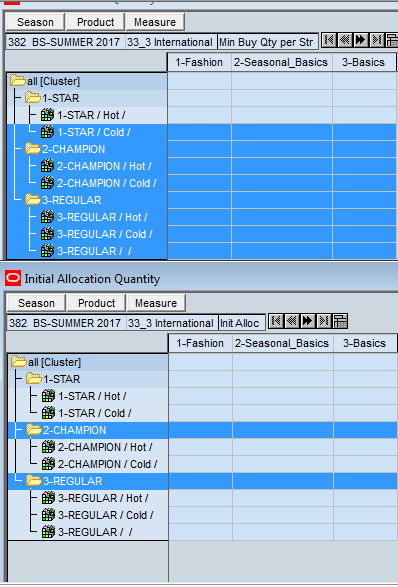 Season Product Measure
382 BS-SUMMER 2017 33_3 International Min Buy Qty per Str
1-Fashion 2-Seasonal_Basics 3-Basics
all [Cluster]
1-STAR
1-STAR / Hot /
1-STAR / Cold /
2-CHAMPION
2-CHAMPION / Hot /
2-CHAMPION / Cold /
3-REGULAR
3-REGULAR / Hot /
3-REGULAR / Cold /
3-REGULAR / /
Initial Allocation Quantity
Season Product Measure
382 BS-SUMMER 2017 33_3 International Init Alloc
1-Fashion 2-Seasonal_Basics 3-Basics
all [Cluster]
1-STAR
1-STAR / Hot /
1-STAR / Cold /
2-CHAMPION
2-CHAMPION / Hot /
2-CHAMPION / Cold /
3-REGULAR
3-REGULAR / Hot /
3-REGULAR / Cold /
3-REGULAR / /